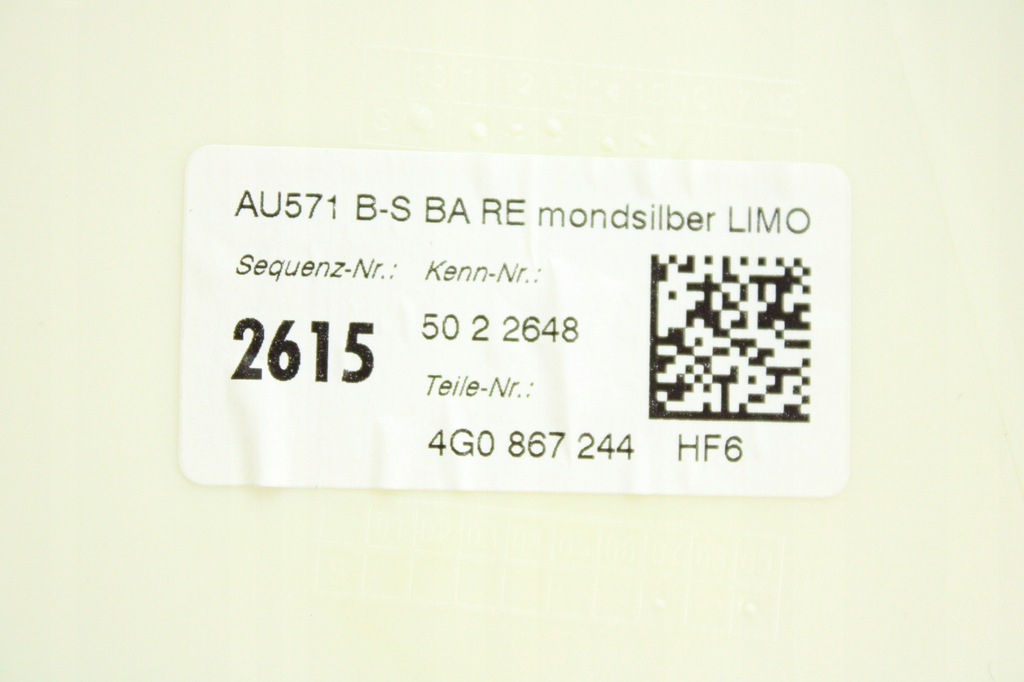 AU571 B-S BA RE mondsilber LIMO
Sequenz-Nr.: Kenn-Nr.:
2615 50 2 2648
Teile-Nr.:
4G0 867 244 HF6